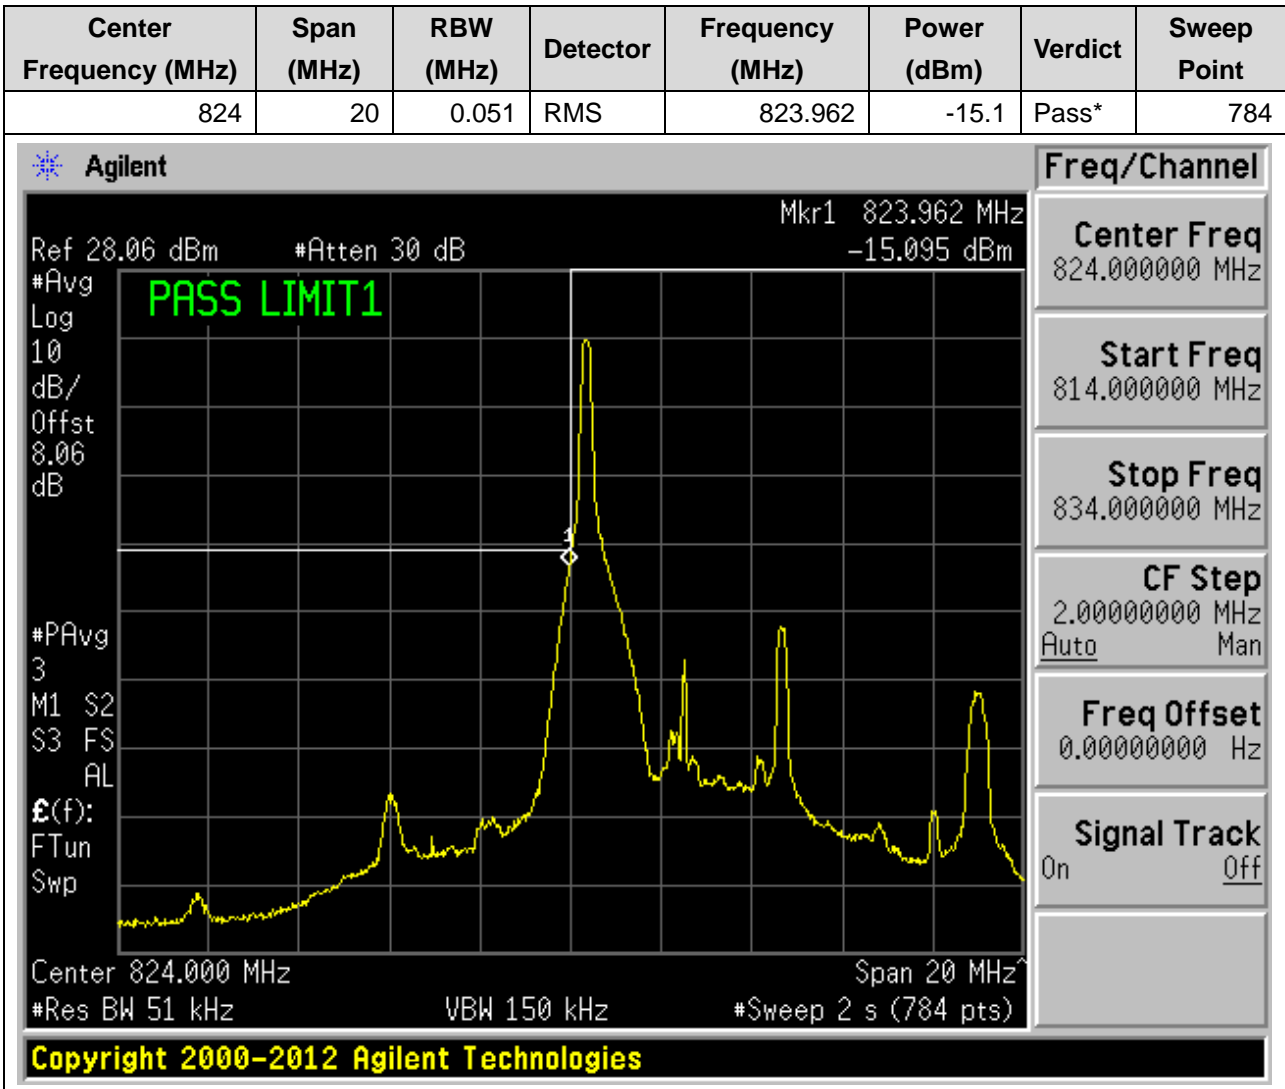 Center Frequency (MHz) Span (MHz) RBW (MHz) Detector Frequency (MHz) Power (dBm) Verdict Sweep Point
824 20 0.051 RMS 823.962 -15.1 Pass* 784
Agilent
Freq/Channel
Mkr1 823.962 MHz
Ref 28.06 dBm #Atten 30 dB -15.095 dBm
#Avg
Log
10
dB/
Offst
8.06
dB
PASS LIMIT1
1
#PAvg
3
M1 S2
S3 FS
AL
£(f):
FTun
Swp
Center 824.000 MHz Span 20 MHz^
#Res BW 51 kHz VBW 150 kHz #Sweep 2 s (784 pts)
Center Freq
824.000000 MHz
Start Freq
814.000000 MHz
Stop Freq
834.000000 MHz
CF Step
2.00000000 MHz
Auto Man
Freq Offset
0.00000000 Hz
Signal Track
On Off
Copyright 2000-2012 Agilent Technologies